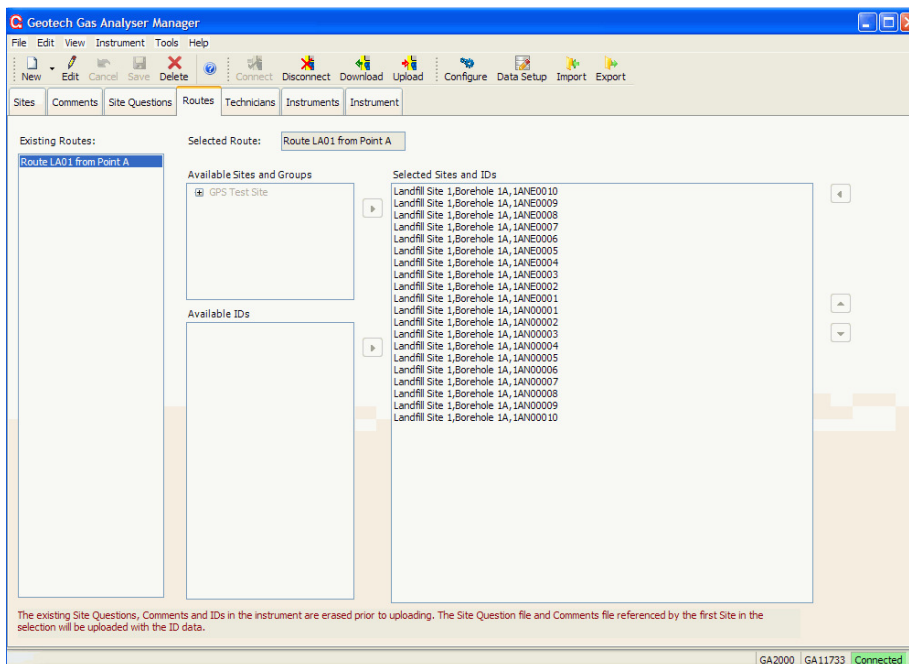 Geotech Gas Analyser Manager
File Edit View Instrument Tools Help
New Edit Cancel Save Delete Connect Disconnect Download Upload Configure Data Setup Import Export
Sites Comments Site Questions Routes Technicians Instruments Instrument
Existing Routes: Selected Route: Route LA01 from Point A
Route LA01 from Point A
Available Sites and Groups Selected Sites and IDs
GPS Test Site
Landfill Site 1,Borehole 1A,1ANE0010
Landfill Site 1,Borehole 1A,1ANE0009
Landfill Site 1,Borehole 1A,1ANE0008
Landfill Site 1,Borehole 1A,1ANE0007
Landfill Site 1,Borehole 1A,1ANE0006
Landfill Site 1,Borehole 1A,1ANE0005
Landfill Site 1,Borehole 1A,1ANE0004
Landfill Site 1,Borehole 1A,1ANE0003
Landfill Site 1,Borehole 1A,1ANE0002
Landfill Site 1,Borehole 1A,1ANE0001
Landfill Site 1,Borehole 1A,1AN00001
Landfill Site 1,Borehole 1A,1AN00002
Landfill Site 1,Borehole 1A,1AN00003
Landfill Site 1,Borehole 1A,1AN00004
Landfill Site 1,Borehole 1A,1AN00005
Landfill Site 1,Borehole 1A,1AN00006
Landfill Site 1,Borehole 1A,1AN00007
Landfill Site 1,Borehole 1A,1AN00008
Landfill Site 1,Borehole 1A,1AN00009
Landfill Site 1,Borehole 1A,1AN00010
Available IDs
The existing Site Questions, Comments and IDs in the instrument are erased prior to uploading. The Site Question file and Comments file referenced by the first Site in the
selection will be uploaded with the ID data.
GA2000 GA11733 Connected